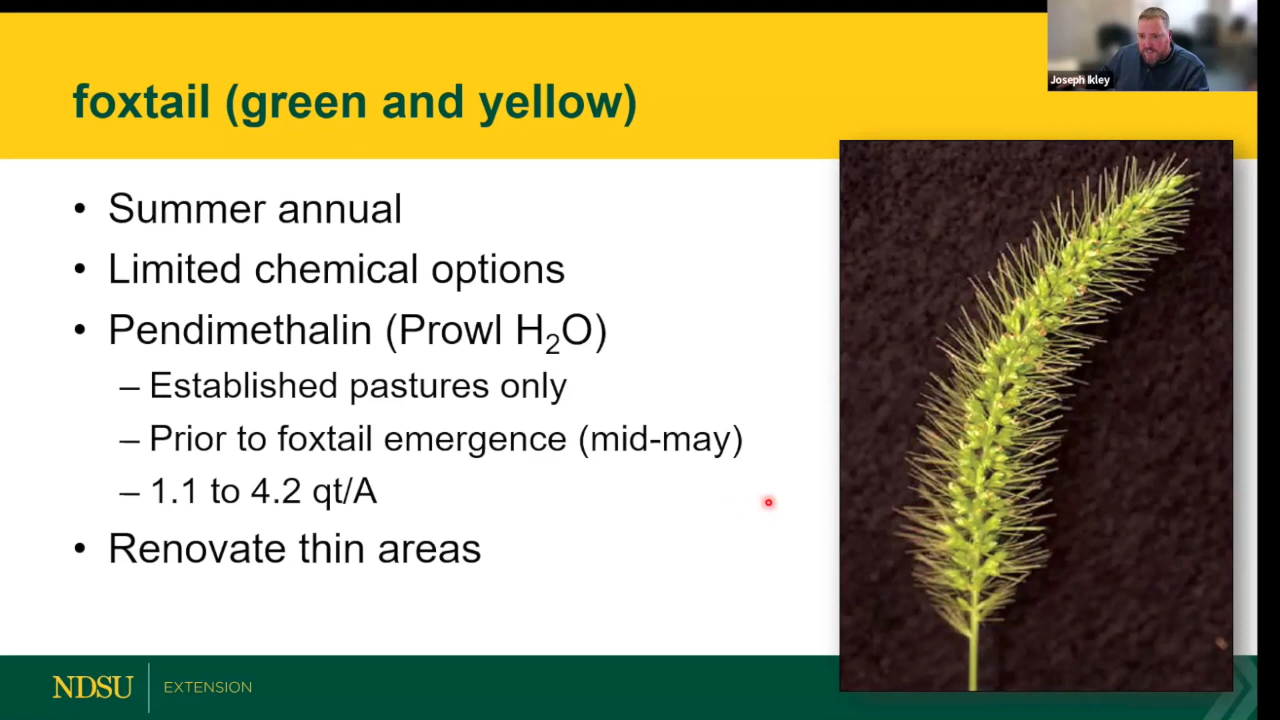 Joseph Ikley
foxtail (green and yellow)
• Summer annual
• Limited chemical options
• Pendimethalin (Prowl H₂O)
– Established pastures only
– Prior to foxtail emergence (mid-may)
– 1.1 to 4.2 qt/A
• Renovate thin areas
NDSU EXTENSION